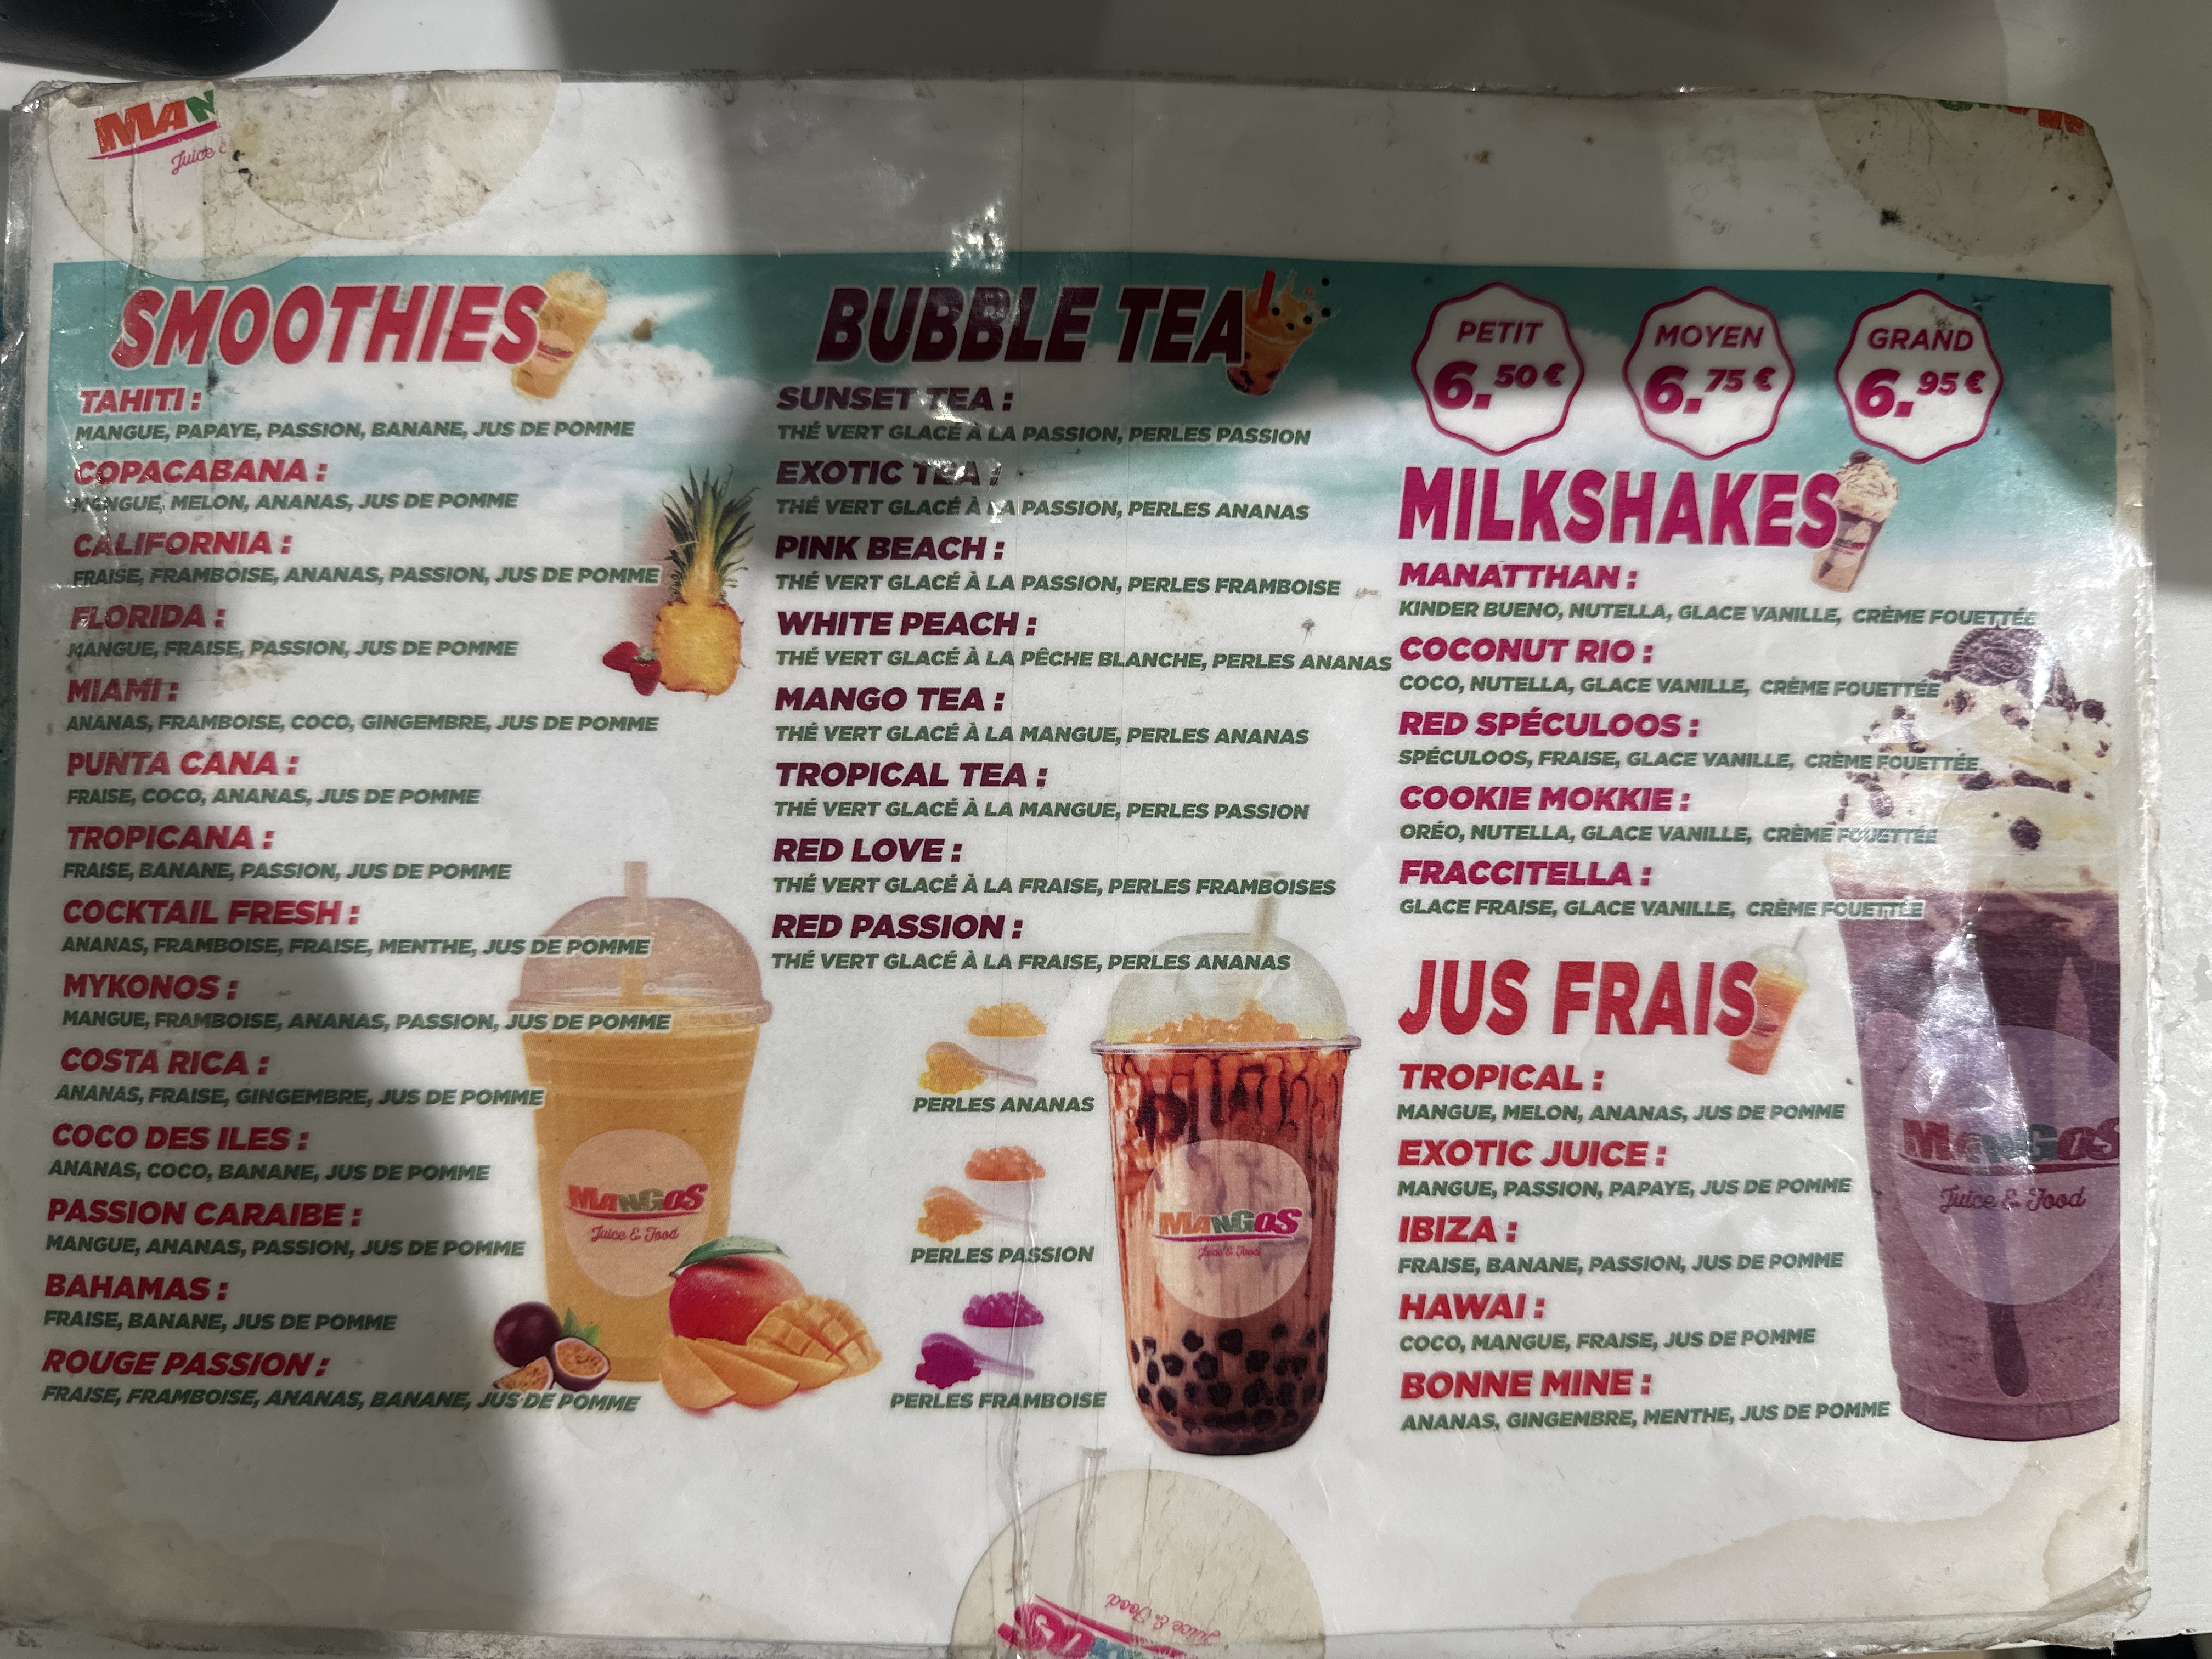 MAN
Juice
SMOOTHIES
TAHITI :
MANGUE, PAPAYE, PASSION, BANANE, JUS DE POMME
COPACABANA :
MANGUE, MELON, ANANAS, JUS DE POMME
CALIFORNIA :
FRAISE, FRAMBOISE, ANANAS, PASSION, JUS DE POMME
FLORIDA :
MANGUE, FRAISE, PASSION, JUS DE POMME
MIAMI :
ANANAS, FRAMBOISE, COCO, GINGEMBRE, JUS DE POMME
PUNTA CANA :
FRAISE, COCO, ANANAS, JUS DE POMME
TROPICANA :
FRAISE, BANANE, PASSION, JUS DE POMME
COCKTAIL FRESH :
ANANAS, FRAMBOISE, FRAISE, MENTHE, JUS DE POMME
MYKONOS :
MANGUE, FRAMBOISE, ANANAS, PASSION, JUS DE POMME
COSTA RICA :
ANANAS, FRAISE, GINGEMBRE, JUS DE POMME
COCO DES ILES :
ANANAS, COCO, BANANE, JUS DE POMME
PASSION CARAIBE :
MANGUE, ANANAS, PASSION, JUS DE POMME
BAHAMAS :
FRAISE, BANANE, JUS DE POMME
ROUGE PASSION :
FRAISE, FRAMBOISE, ANANAS, BANANE, JUS DE POMME
MANGOS
Juice & Food
BUBBLE TEA
SUNSET TEA :
THÉ VERT GLACÉ À LA PASSION, PERLES PASSION
EXOTIC TEA :
THÉ VERT GLACÉ À LA PASSION, PERLES ANANAS
PINK BEACH :
THÉ VERT GLACÉ À LA PASSION, PERLES FRAMBOISE
WHITE PEACH :
THÉ VERT GLACÉ À LA PÊCHE BLANCHE, PERLES ANANAS
MANGO TEA :
THÉ VERT GLACÉ À LA MANGUE, PERLES ANANAS
TROPICAL TEA :
THÉ VERT GLACÉ À LA MANGUE, PERLES PASSION
RED LOVE :
THÉ VERT GLACÉ À LA FRAISE, PERLES FRAMBOISES
RED PASSION :
THÉ VERT GLACÉ À LA FRAISE, PERLES ANANAS
PERLES ANANAS
PERLES PASSION
PERLES FRAMBOISE
MANGOS
Juice & Food
PETIT
6.50€
MOYEN
6.75€
GRAND
6.95€
MILKSHAKES
MANATTHAN :
KINDER BUENO, NUTELLA, GLACE VANILLE, CRÈME FOUETTÉE
COCONUT RIO :
COCO, NUTELLA, GLACE VANILLE, CRÈME FOUETTÉE
RED SPÉCULOOS :
SPÉCULOOS, FRAISE, GLACE VANILLE, CRÈME FOUETTÉE
COOKIE MOKKIE :
ORÉO, NUTELLA, GLACE VANILLE, CRÈME FOUETTÉE
FRACCITELLA :
GLACE FRAISE, GLACE VANILLE, CRÈME FOUETTÉE
JUS FRAIS
TROPICAL :
MANGUE, MELON, ANANAS, JUS DE POMME
EXOTIC JUICE :
MANGUE, PASSION, PAPAYE, JUS DE POMME
IBIZA :
FRAISE, BANANE, PASSION, JUS DE POMME
HAWAI :
COCO, MANGUE, FRAISE, JUS DE POMME
BONNE MINE :
ANANAS, GINGEMBRE, MENTHE, JUS DE POMME
MANGOS
Juice & Food
Juice & Food